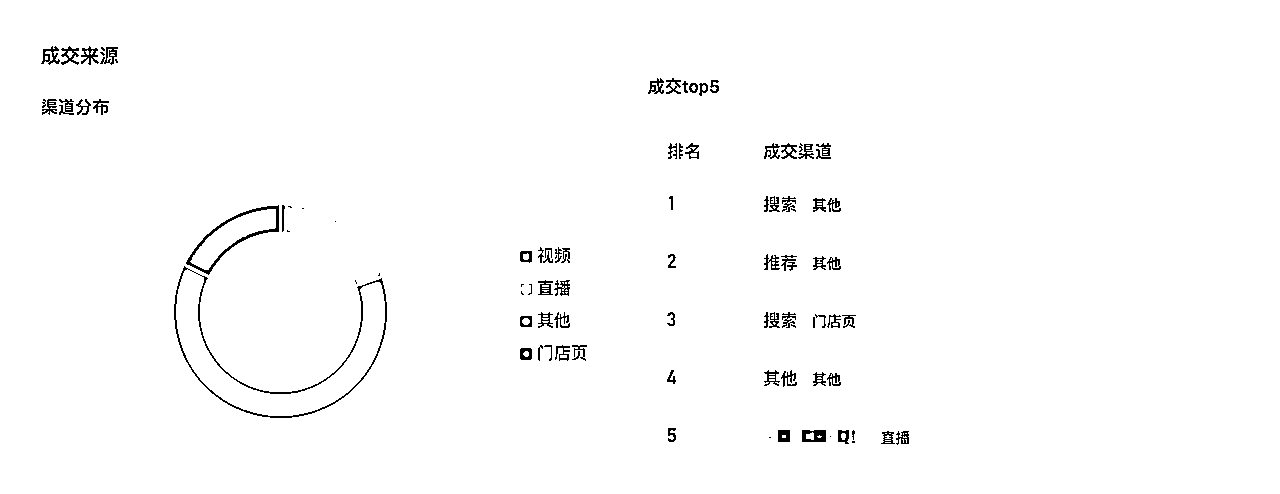 成交来源
渠道分布
视频
直播
其他
门店页
成交top5
排名 成交渠道
1 搜索 其他
2 推荐 其他
3 搜索 门店页
4 其他 其他
5 直播